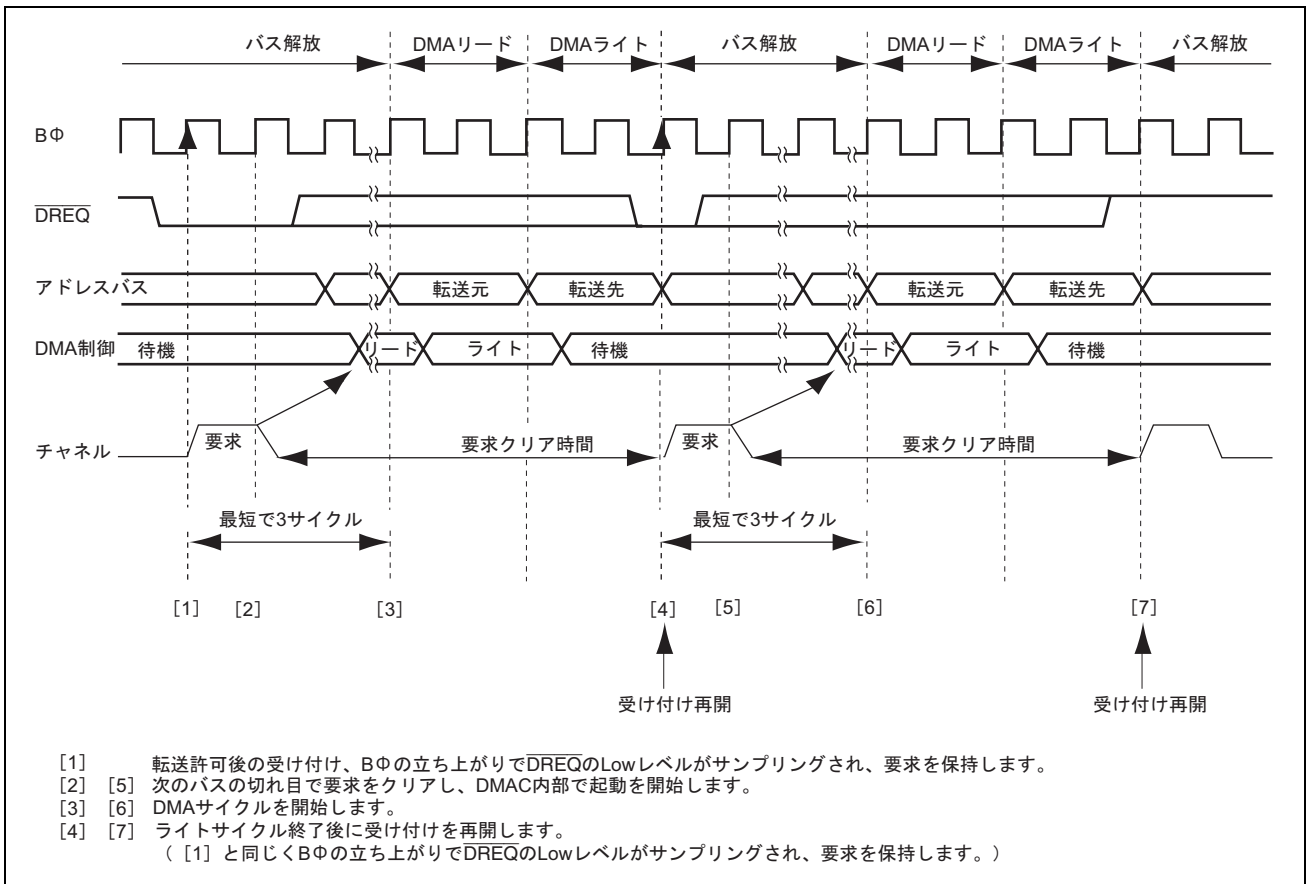 バス解放 DMAリード DMAライト バス解放 DMAリード DMAライト バス解放
BΦ
DREQ
アドレスバス 転送元 転送先 転送元 転送先
DMA制御 待機 リード ライト 待機 リード ライト 待機
チャネル 要求 要求クリア時間 要求 要求クリア時間
最短で3サイクル 最短で3サイクル
[1] [2] [3] [4] [5] [6] [7]
受け付け再開 受け付け再開
[1] 転送許可後の受け付け、BΦの立ち上がりでDREQのLowレベルがサンプリングされ、要求を保持します。
[2] [5] 次のバスの切れ目で要求をクリアし、DMAC内部で起動を開始します。
[3] [6] DMAサイクルを開始します。
[4] [7] ライトサイクル終了後に受け付けを再開します。
([1]と同じくBΦの立ち上がりでDREQのLowレベルがサンプリングされ、要求を保持します。)